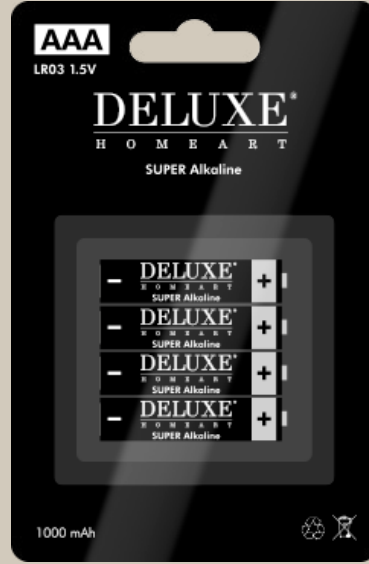 AAA
LR03 1.5V
DELUXE®
HOMEART
SUPER Alkaline
DELUXE®
HOMEART
SUPER Alkaline
DELUXE®
HOMEART
SUPER Alkaline
DELUXE®
HOMEART
SUPER Alkaline
DELUXE®
HOMEART
SUPER Alkaline
1000 mAh